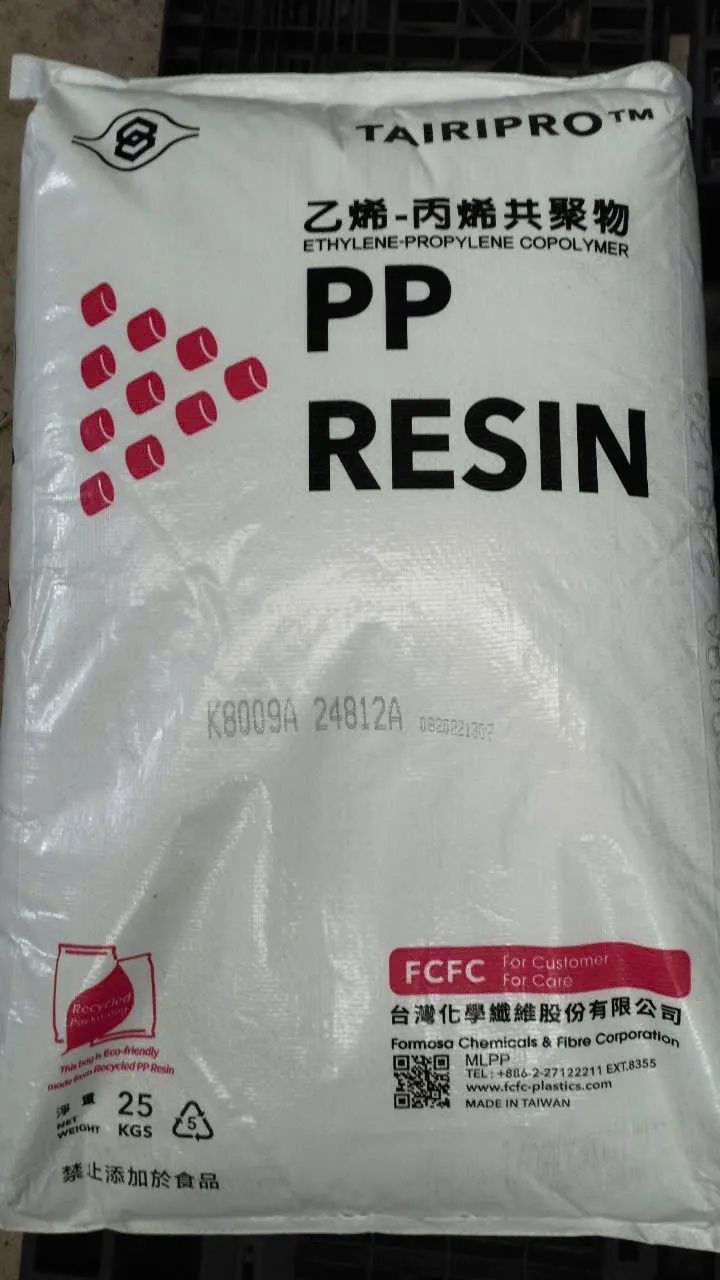 TAIRIPRO™
乙烯-丙烯共聚物
ETHYLENE-PROPYLENE COPOLYMER
PP
RESIN
K8009A 24812A 0820221307
Recycled
Packaging
This bag is Eco-friendly
made from Recycled PP Resin
淨重
NET
WEIGHT
25
KGS
5
禁止添加於食品
FCFC
For Customer
For Care
台灣化學纖維股份有限公司
Formosa Chemicals & Fibre Corporation
MLPP
TEL : +886-2-27122211 EXT.8355
www.fcfc-plastics.com
MADE IN TAIWAN